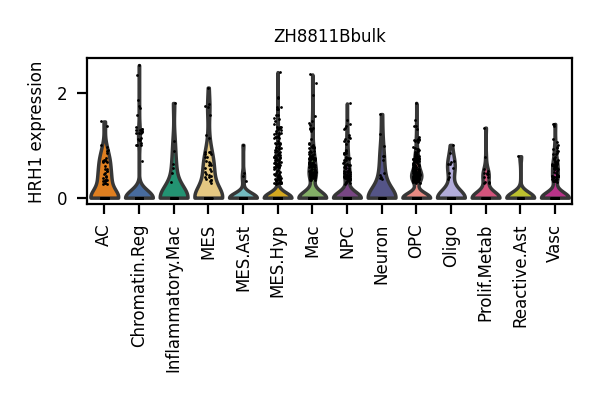 ZH8811Bbulk
HRH1 expression
2
0
AC
Chromatin.Reg
Inflammatory.Mac
MES
MES.Ast
MES.Hyp
Mac
NPC
Neuron
OPC
Oligo
Prolif.Metab
Reactive.Ast
Vasc